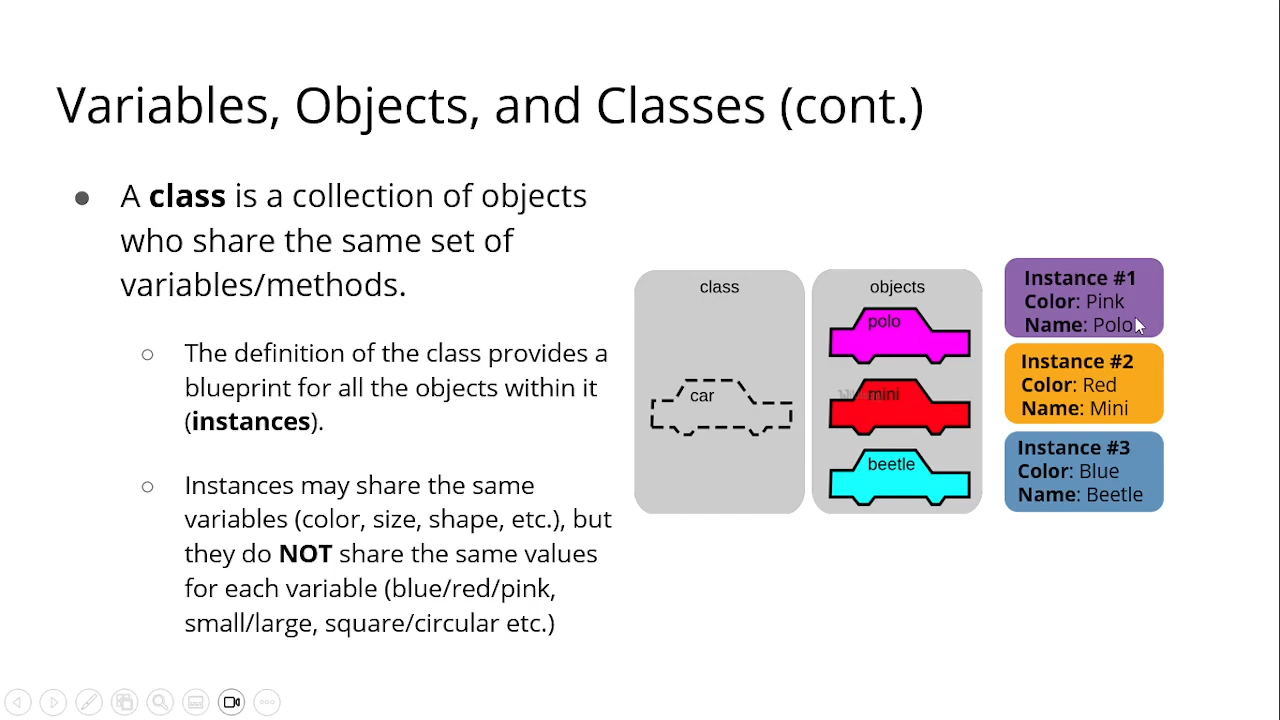 Variables, Objects, and Classes (cont.)
● A class is a collection of objects
who share the same set of
variables/methods.
○ The definition of the class provides a
blueprint for all the objects within it
(instances).
○ Instances may share the same
variables (color, size, shape, etc.), but
they do NOT share the same values
for each variable (blue/red/pink,
small/large, square/circular etc.)
class
car
objects
polo
mini
beetle
Instance #1
Color: Pink
Name: Polo
Instance #2
Color: Red
Name: Mini
Instance #3
Color: Blue
Name: Beetle